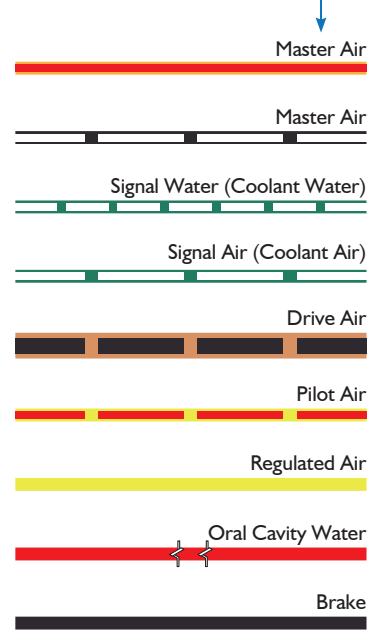 Master Air
Master Air
Signal Water (Coolant Water)
Signal Air (Coolant Air)
Drive Air
Pilot Air
Regulated Air
Oral Cavity Water
Brake